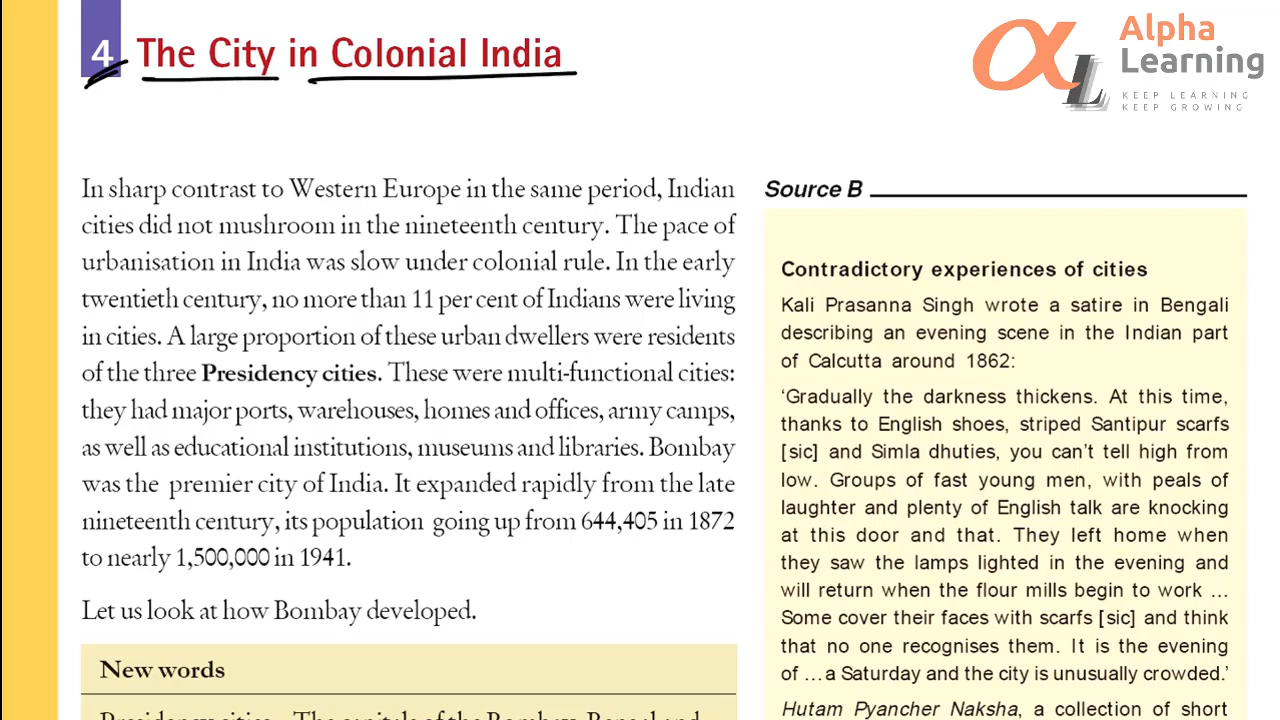 4 The City in Colonial India
Alpha
Learning
KEEP LEARNING
KEEP GROWING
In sharp contrast to Western Europe in the same period, Indian
cities did not mushroom in the nineteenth century. The pace of
urbanisation in India was slow under colonial rule. In the early
twentieth century, no more than 11 per cent of Indians were living
in cities. A large proportion of these urban dwellers were residents
of the three Presidency cities. These were multi-functional cities:
they had major ports, warehouses, homes and offices, army camps,
as well as educational institutions, museums and libraries. Bombay
was the premier city of India. It expanded rapidly from the late
nineteenth century, its population going up from 644,405 in 1872
to nearly 1,500,000 in 1941.
Let us look at how Bombay developed.
New words
Presidency cities – The capitals of the Bombay, Bengal and
Source B
Contradictory experiences of cities
Kali Prasanna Singh wrote a satire in Bengali
describing an evening scene in the Indian part
of Calcutta around 1862:
‘Gradually the darkness thickens. At this time,
thanks to English shoes, striped Santipur scarfs
[sic] and Simla dhuties, you can’t tell high from
low. Groups of fast young men, with peals of
laughter and plenty of English talk are knocking
at this door and that. They left home when
they saw the lamps lighted in the evening and
will return when the flour mills begin to work ...
Some cover their faces with scarfs [sic] and think
that no one recognises them. It is the evening
of ... a Saturday and the city is unusually crowded.’
Hutam Pyancher Naksha, a collection of short